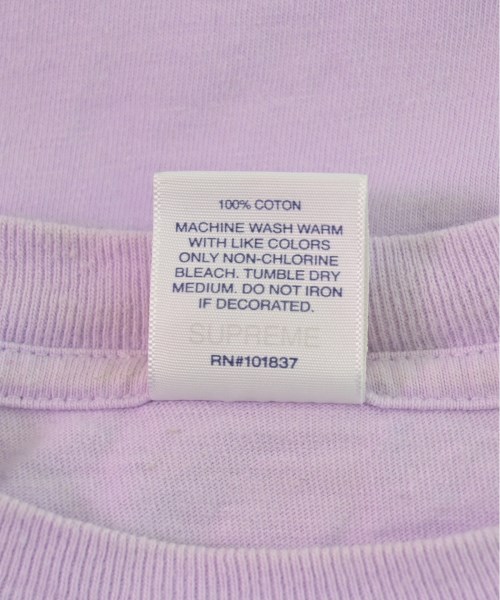 100% COTON
MACHINE WASH WARM
WITH LIKE COLORS
ONLY NON-CHLORINE
BLEACH. TUMBLE DRY
MEDIUM. DO NOT IRON
IF DECORATED.
SUPREME
RN#101837